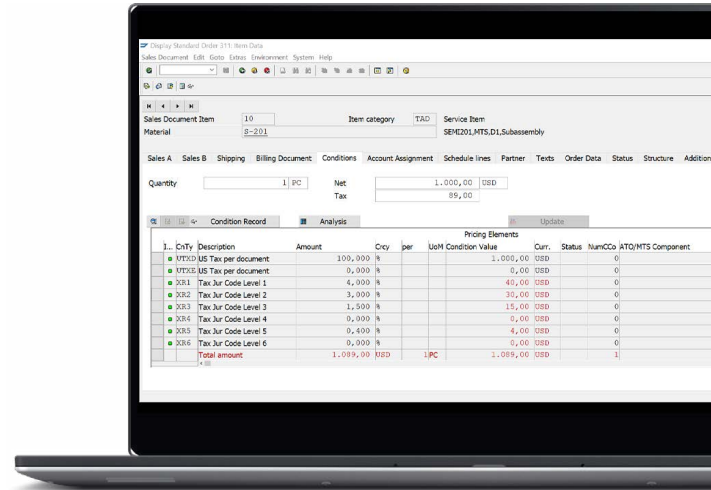 Display Standard Order 311: Item Data
Sales Document Edit Goto Extras Environment System Help
Sales Document Item 10 Item category TAD Service Item
Material S-201 SEMI201,MTS,D1,Subassembly
Sales A Sales B Shipping Billing Document Conditions Account Assignment Schedule lines Partner Texts Order Data Status Structure Addition
Quantity 1 PC Net 1.000,00 USD
Tax 89,00
Condition Record Analysis Update
Pricing Elements
I... CnTy Description Amount Crcy per UoM Condition Value Curr. Status NumCCo ATO/MTS Component
UTXD US Tax per document 100,000 % 1.000,00 USD 0
UTXE US Tax per document 0,000 % 0,00 USD 0
XR1 Tax Jur Code Level 1 4,000 % 40,00 USD 0
XR2 Tax Jur Code Level 2 3,000 % 30,00 USD 0
XR3 Tax Jur Code Level 3 1,500 % 15,00 USD 0
XR4 Tax Jur Code Level 4 0,000 % 0,00 USD 0
XR5 Tax Jur Code Level 5 0,400 % 4,00 USD 0
XR6 Tax Jur Code Level 6 0,000 % 0,00 USD 0
Total amount 1.089,00 USD 1 PC 1.089,00 USD 1